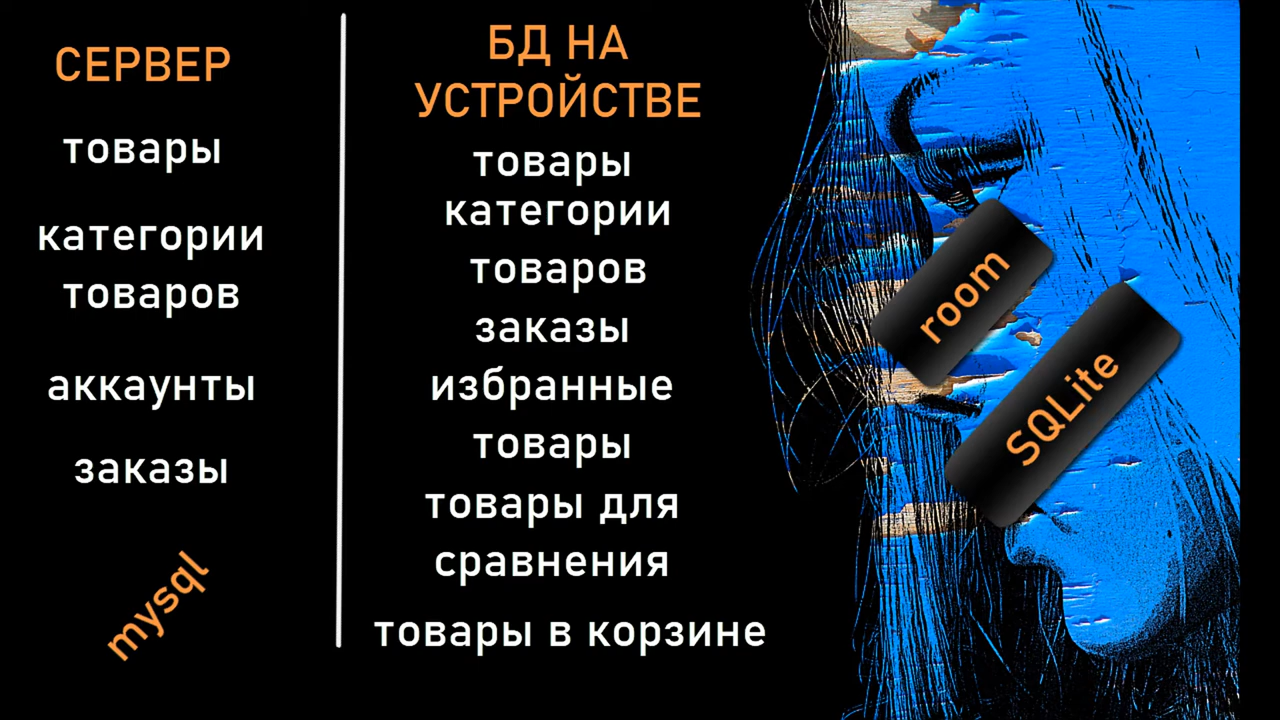 СЕРВЕР
товары
категории
товаров
аккаунты
заказы
mysql
БД НА
УСТРОЙСТВЕ
товары
категории
товаров
заказы
избранные
товары
товары для
сравнения
товары в корзине
room
SQLite